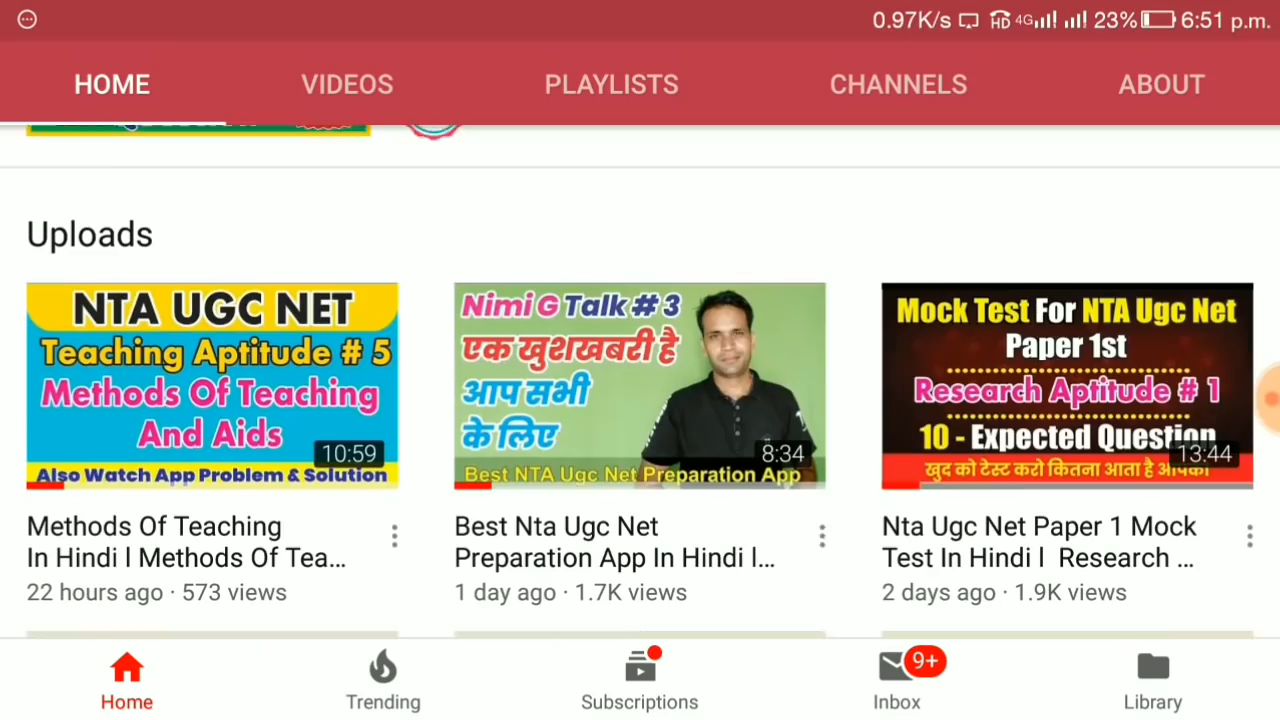 0.97K/s HD 4G 23% 6:51 p.m.
HOME VIDEOS PLAYLISTS CHANNELS ABOUT
Uploads
NTA UGC NET
Teaching Aptitude # 5
Methods Of Teaching
And Aids
10:59
Also Watch App Problem & Solution
Nimi G Talk # 3
एक खुशखबरी है
आप सभी
के लिए
8:34
Best NTA Ugc Net Preparation App
Mock Test For NTA Ugc Net
Paper 1st
Research Aptitude # 1
10 - Expected Question
13:44
खुद को टेस्ट करो कितना आता है आपको
Methods Of Teaching
In Hindi l Methods Of Tea...
22 hours ago · 573 views
Best Nta Ugc Net
Preparation App In Hindi l...
1 day ago · 1.7K views
Nta Ugc Net Paper 1 Mock
Test In Hindi l Research ...
2 days ago · 1.9K views
9+
Home Trending Subscriptions Inbox Library